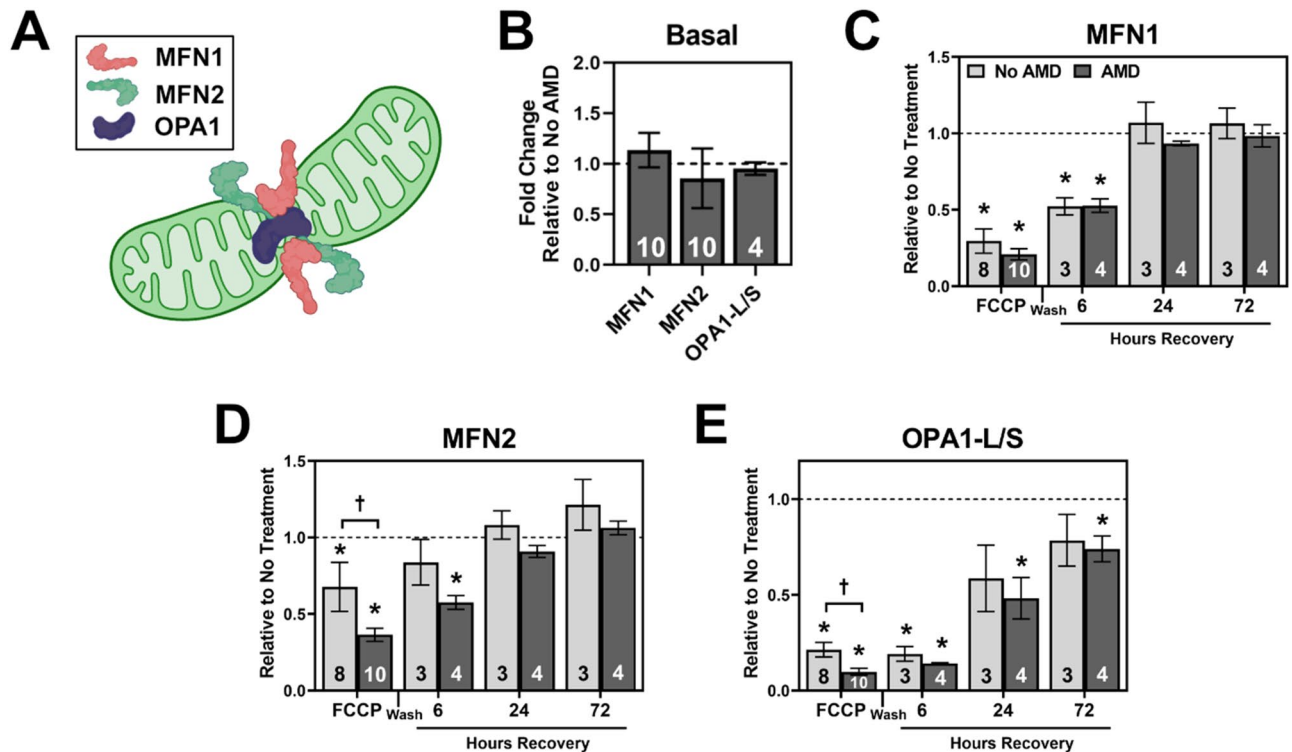 A
MFN1
MFN2
OPA1
B
Basal
Fold Change
Relative to No AMD
2.0
1.5
1.0
0.5
0.0
10
10
4
MFN1
MFN2
OPA1-L/S
C
MFN1
Relative to No Treatment
1.5
1.0
0.5
0.0
No AMD
AMD
*
*
*
*
8
10
3
4
3
4
3
4
FCCP Wash 6 24 72
Hours Recovery
D
MFN2
Relative to No Treatment
1.5
1.0
0.5
0.0
†
*
*
*
8
10
3
4
3
4
3
4
FCCP Wash 6 24 72
Hours Recovery
E
OPA1-L/S
Relative to No Treatment
1.0
0.5
0.0
†
*
*
*
*
*
*
8
10
3
4
3
4
3
4
FCCP Wash 6 24 72
Hours Recovery